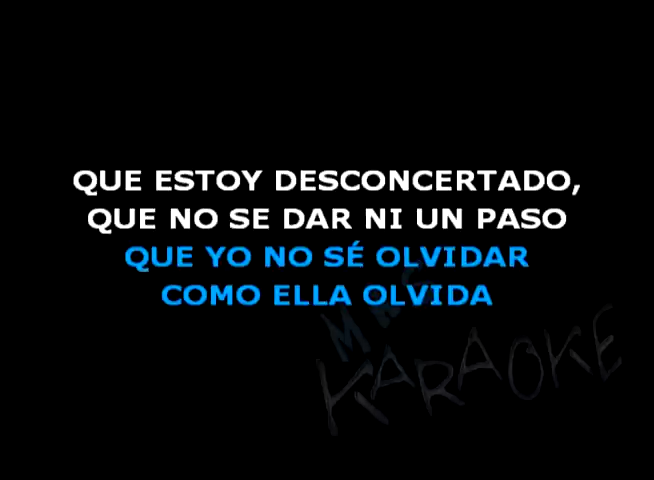 QUE ESTOY DESCONCERTADO,
QUE NO SE DAR NI UN PASO
QUE YO NO SÉ OLVIDAR
COMO ELLA OLVIDA
KARAOKE